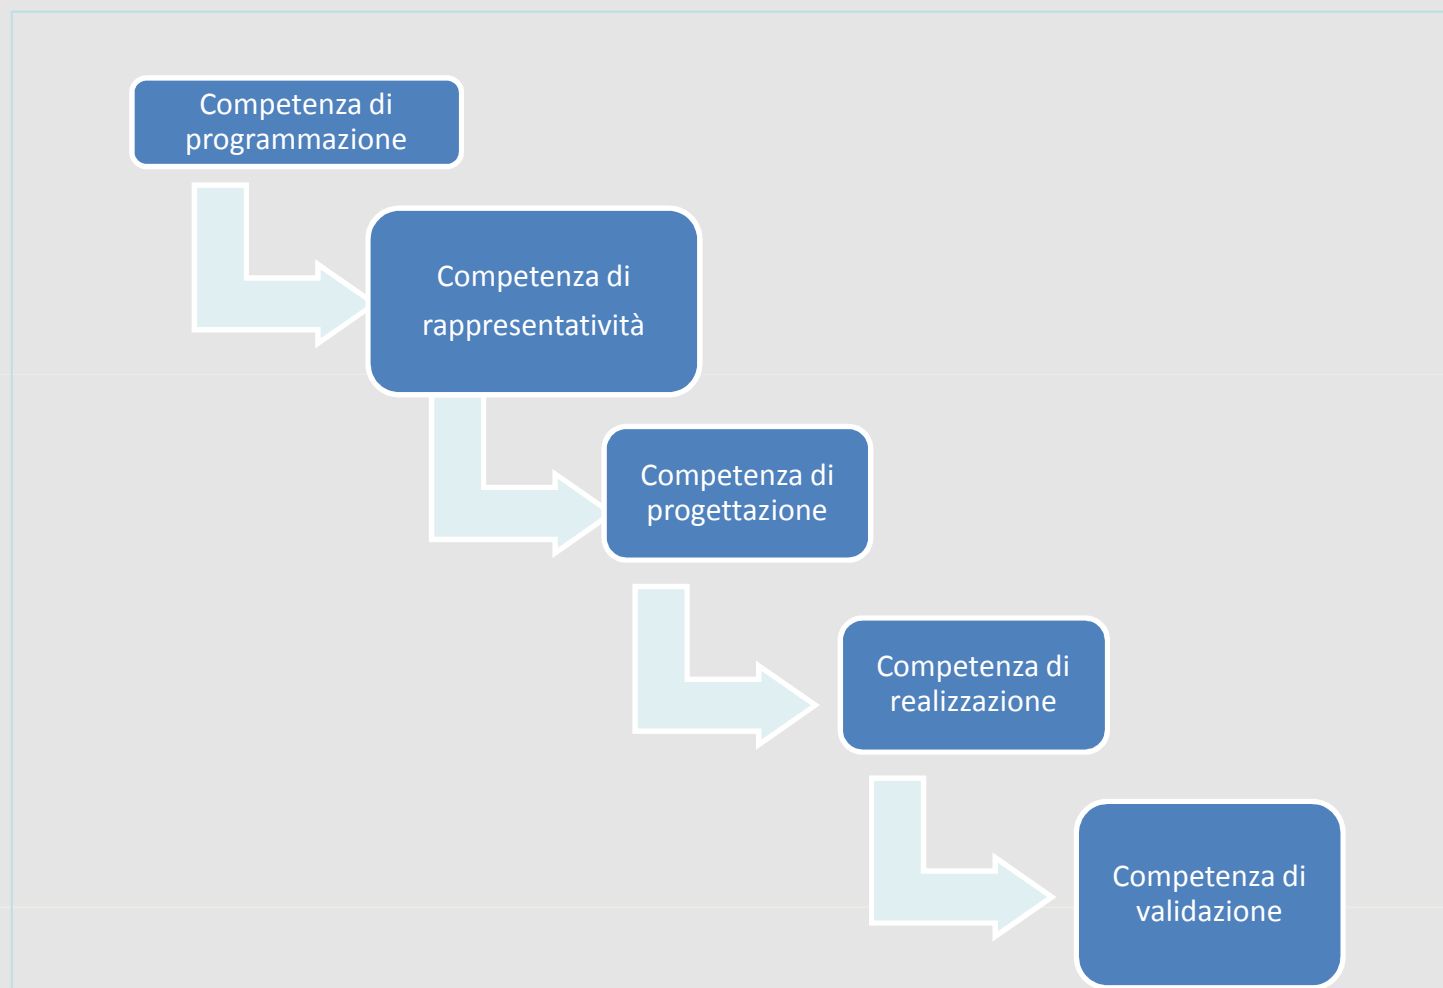 Competenza di
programmazione
Competenza di
rappresentatività
Competenza di
progettazione
Competenza di
realizzazione
Competenza di
validazione